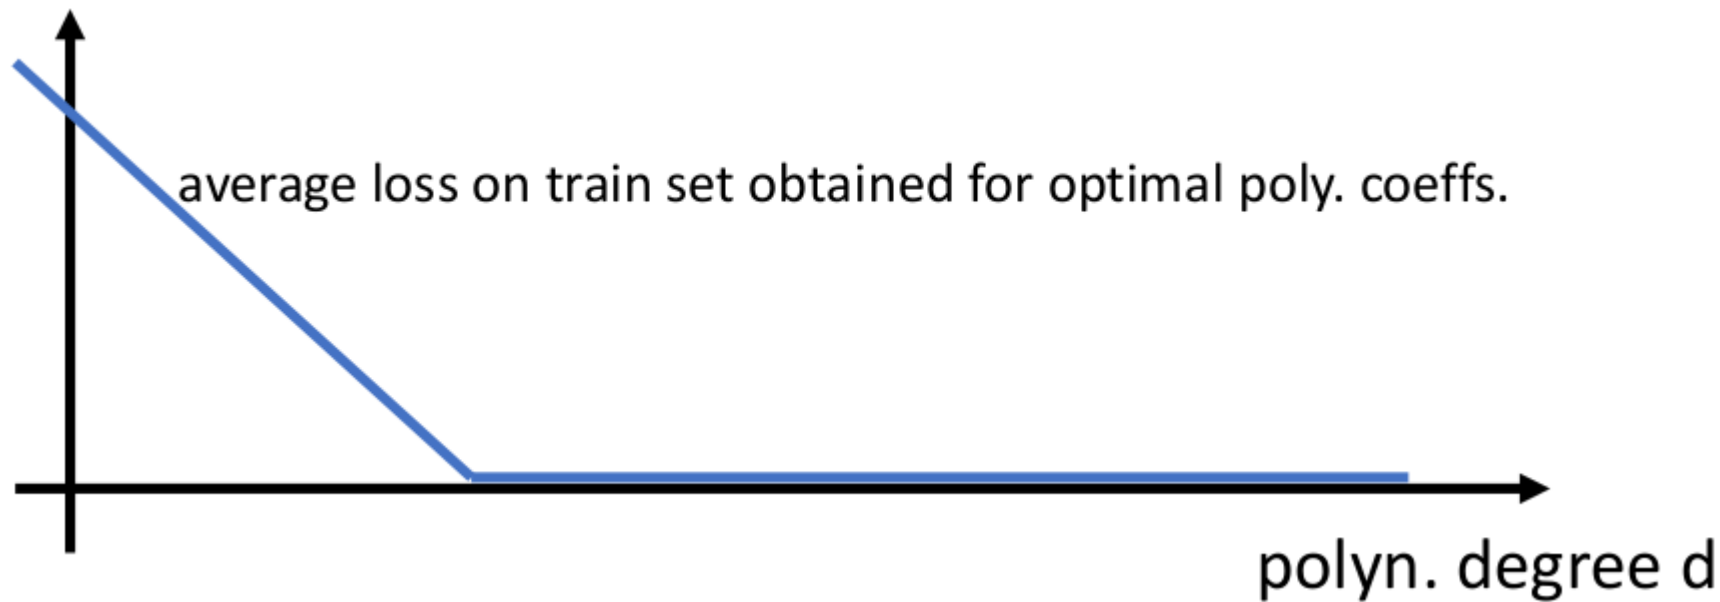 average loss on train set obtained for optimal poly. coeffs.
polyn. degree d